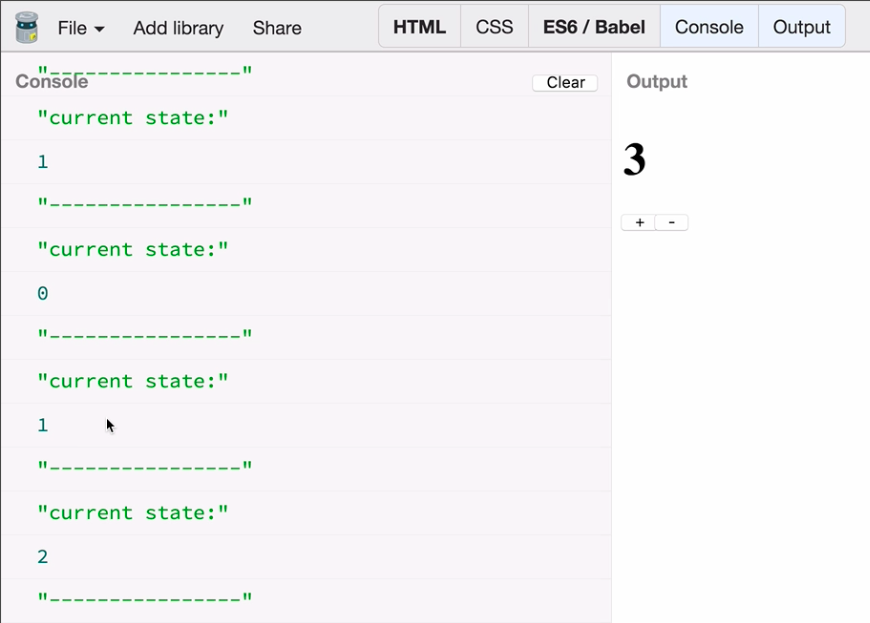 File Add library Share HTML CSS ES6 / Babel Console Output
Console Clear Output
"----------------"
"current state:"
1
"----------------"
"current state:"
0
"----------------"
"current state:"
1
"----------------"
"current state:"
2
"----------------"
3
+ -